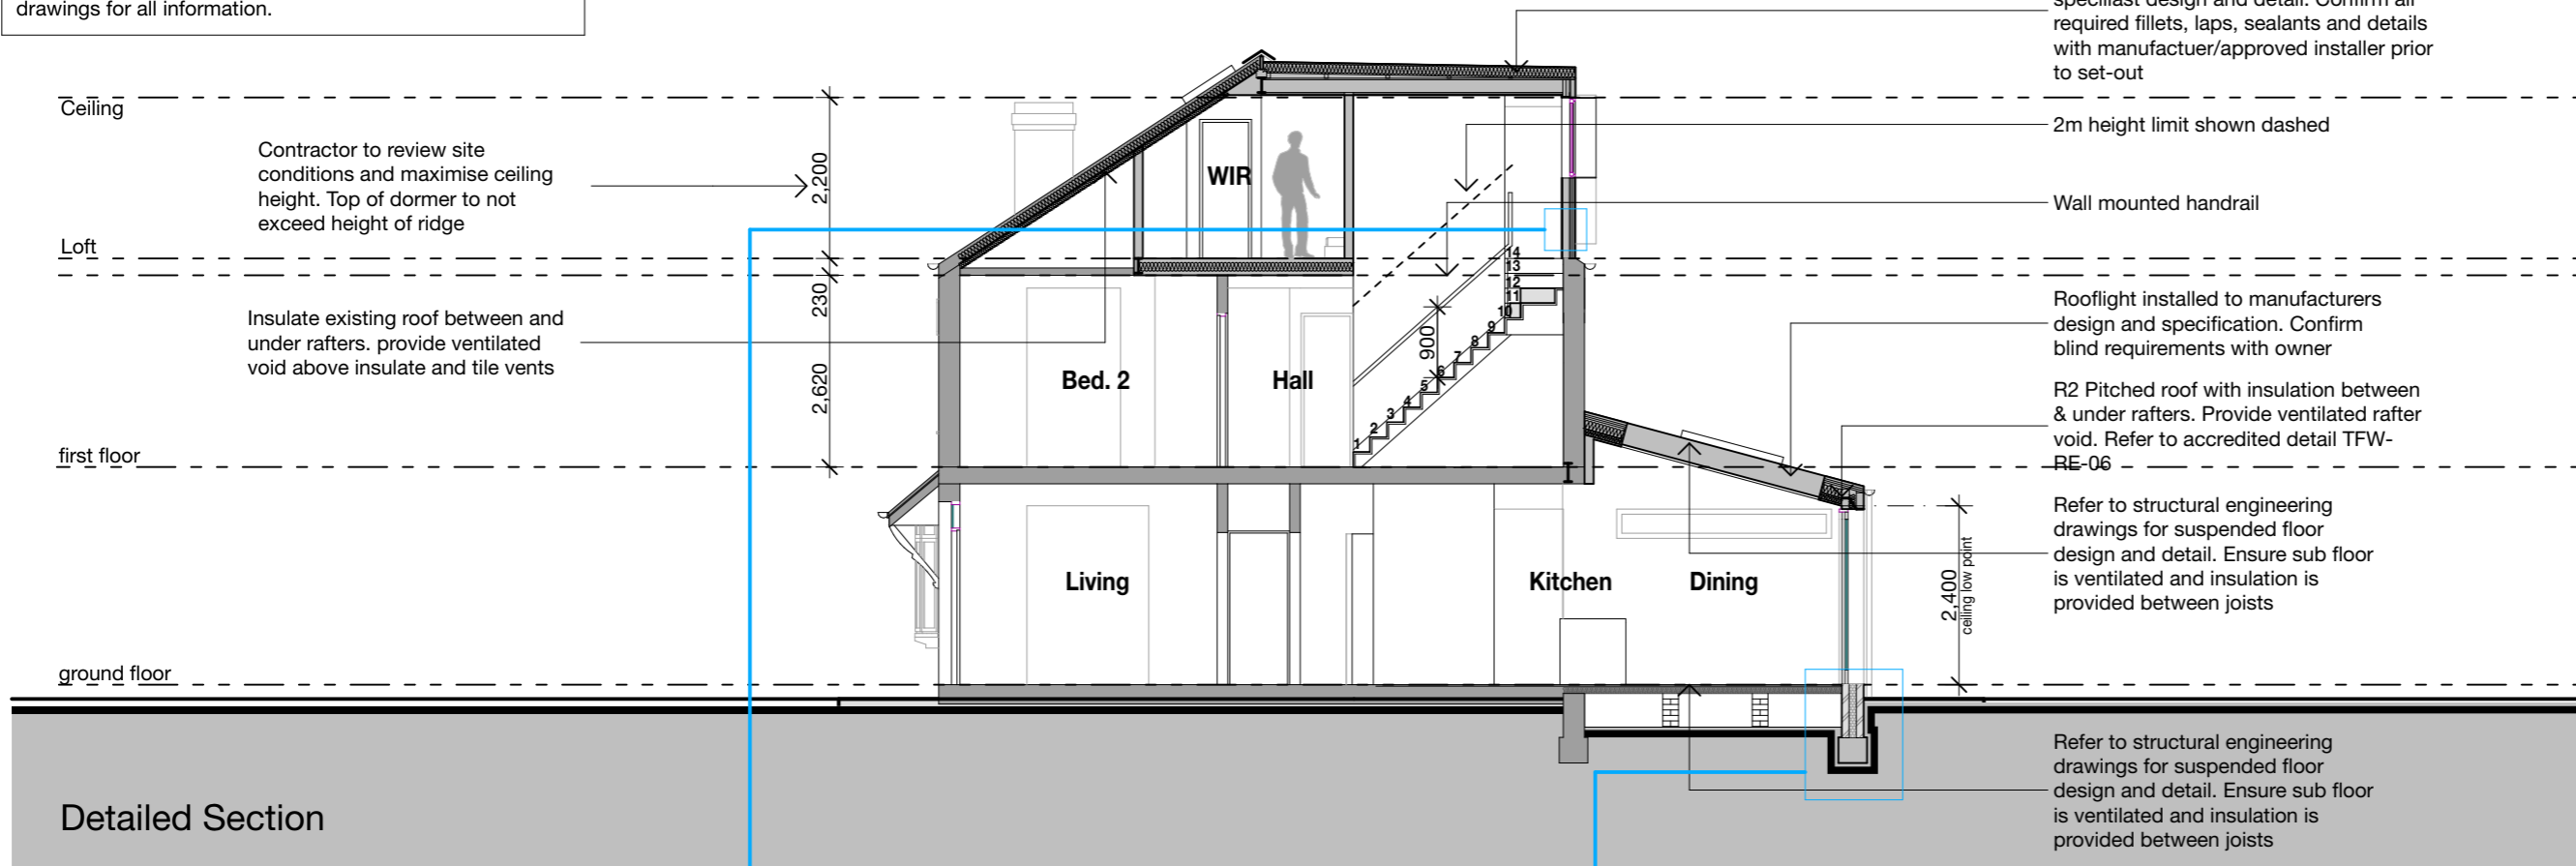 drawings for all information.
speciliast design and detail. Confirm all
required fillets, laps, sealants and details
with manufactuer/approved installer prior
to set-out
Ceiling
2m height limit shown dashed
Contractor to review site
conditions and maximise ceiling
height. Top of dormer to not
exceed height of ridge
2,200
WIR
Wall mounted handrail
Loft
230
14
13
12
11
10
9
8
7
6
5
4
3
2
1
900
Rooflight installed to manufacturers
design and specification. Confirm
blind requirements with owner
Insulate existing roof between and
under rafters. provide ventilated
void above insulate and tile vents
2,620
Bed. 2
Hall
R2 Pitched roof with insulation between
& under rafters. Provide ventilated rafter
void. Refer to accredited detail TFW-
RE-06
first floor
Refer to structural engineering
drawings for suspended floor
design and detail. Ensure sub floor
is ventilated and insulation is
provided between joists
Living
Kitchen
Dining
2,400
ceiling low point
ground floor
Refer to structural engineering
drawings for suspended floor
design and detail. Ensure sub floor
is ventilated and insulation is
provided between joists
Detailed Section